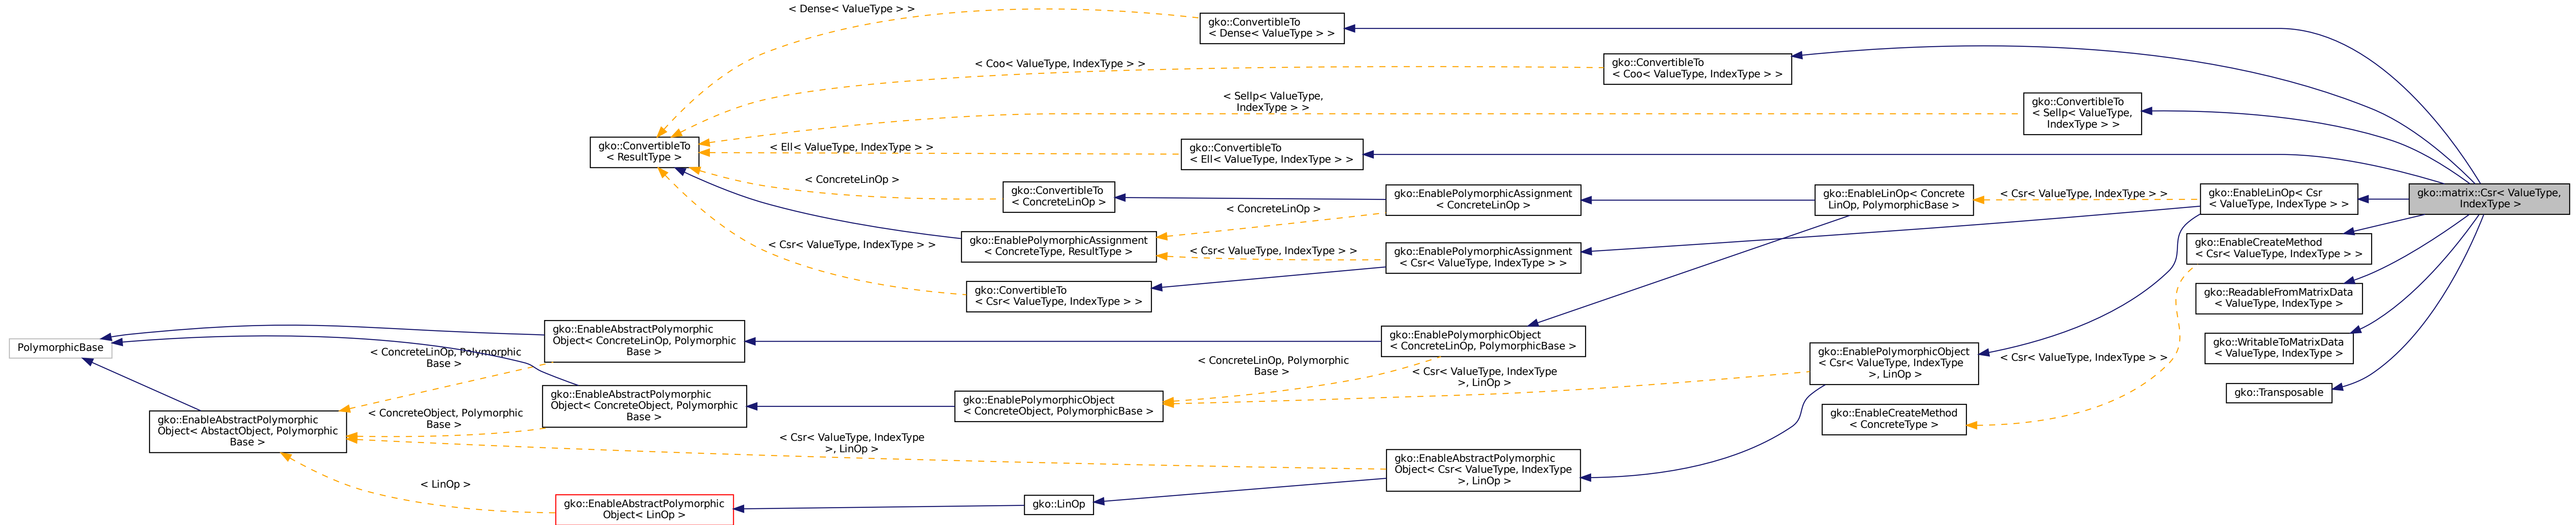 < Dense< ValueType > >
gko::ConvertibleTo
< Dense< ValueType > >
< Coo< ValueType, IndexType > >
gko::ConvertibleTo
< Coo< ValueType, IndexType > >
< Sellp< ValueType,
IndexType > >
gko::ConvertibleTo
< Sellp< ValueType,
IndexType > >
gko::ConvertibleTo
< ResultType >
< Ell< ValueType, IndexType > >
gko::ConvertibleTo
< Ell< ValueType, IndexType > >
< ConcreteLinOp >
gko::ConvertibleTo
< ConcreteLinOp >
gko::EnablePolymorphicAssignment
< ConcreteLinOp >
gko::EnableLinOp< Concrete
LinOp, PolymorphicBase >
< Csr< ValueType, IndexType > >
gko::EnableLinOp< Csr
< ValueType, IndexType > >
gko::matrix::Csr< ValueType,
IndexType >
< ConcreteLinOp >
gko::EnablePolymorphicAssignment
< ConcreteType, ResultType >
< Csr< ValueType, IndexType > >
< Csr< ValueType, IndexType > >
gko::EnablePolymorphicAssignment
< Csr< ValueType, IndexType > >
gko::EnableCreateMethod
< Csr< ValueType, IndexType > >
gko::ConvertibleTo
< Csr< ValueType, IndexType > >
gko::ReadableFromMatrixData
< ValueType, IndexType >
PolymorphicBase
gko::EnableAbstractPolymorphic
Object< ConcreteLinOp, Polymorphic
Base >
gko::EnablePolymorphicObject
< ConcreteLinOp, PolymorphicBase >
gko::WritableToMatrixData
< ValueType, IndexType >
< ConcreteLinOp, Polymorphic
Base >
< ConcreteLinOp, Polymorphic
Base >
< Csr< ValueType, IndexType
>, LinOp >
gko::EnablePolymorphicObject
< Csr< ValueType, IndexType
>, LinOp >
< Csr< ValueType, IndexType > >
gko::Transposable
gko::EnableAbstractPolymorphic
Object< ConcreteObject, Polymorphic
Base >
gko::EnablePolymorphicObject
< ConcreteObject, PolymorphicBase >
gko::EnableCreateMethod
< ConcreteType >
gko::EnableAbstractPolymorphic
Object< AbstactObject, Polymorphic
Base >
< ConcreteObject, Polymorphic
Base >
< Csr< ValueType, IndexType
>, LinOp >
gko::EnableAbstractPolymorphic
Object< Csr< ValueType, IndexType
>, LinOp >
< LinOp >
gko::EnableAbstractPolymorphic
Object< LinOp >
gko::LinOp